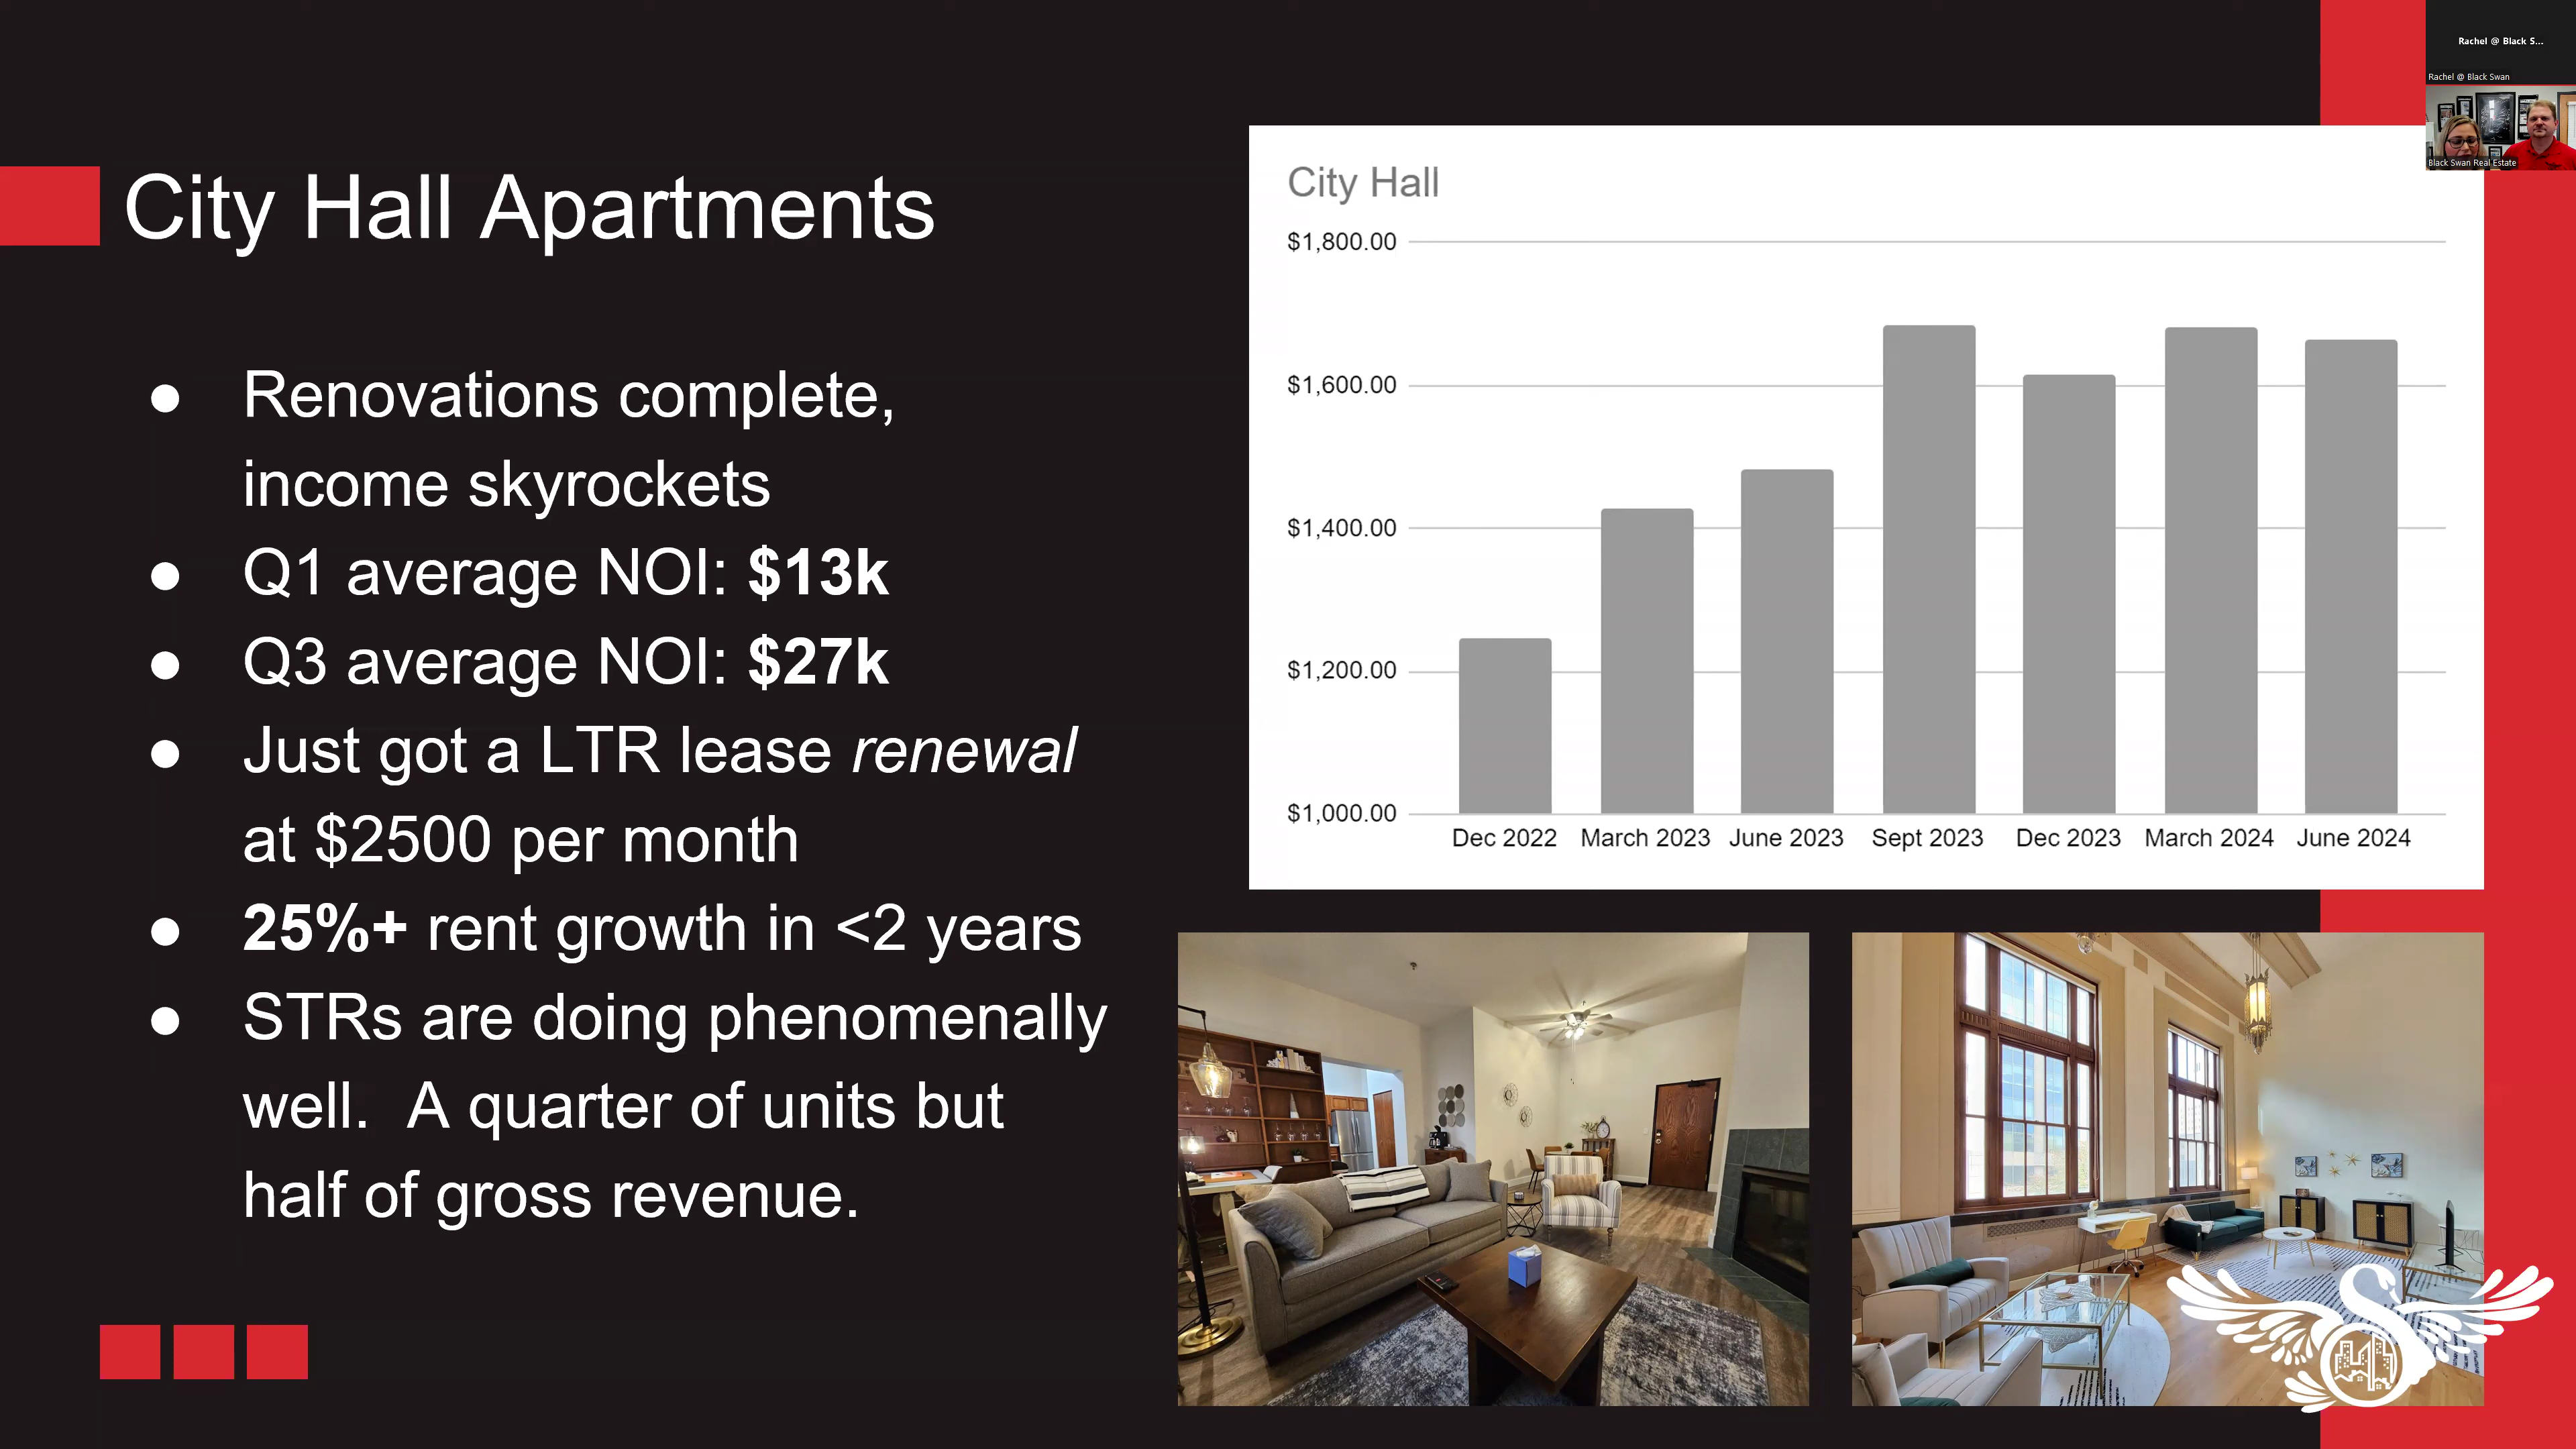 Rachel @ Black S...
Rachel @ Black Swan
Black Swan Real Estate
City Hall Apartments
● Renovations complete,
income skyrockets
● Q1 average NOI: $13k
● Q3 average NOI: $27k
● Just got a LTR lease renewal
at $2500 per month
● 25%+ rent growth in <2 years
● STRs are doing phenomenally
well.  A quarter of units but
half of gross revenue.
City Hall
$1,800.00
$1,600.00
$1,400.00
$1,200.00
$1,000.00
Dec 2022 March 2023 June 2023 Sept 2023 Dec 2023 March 2024 June 2024